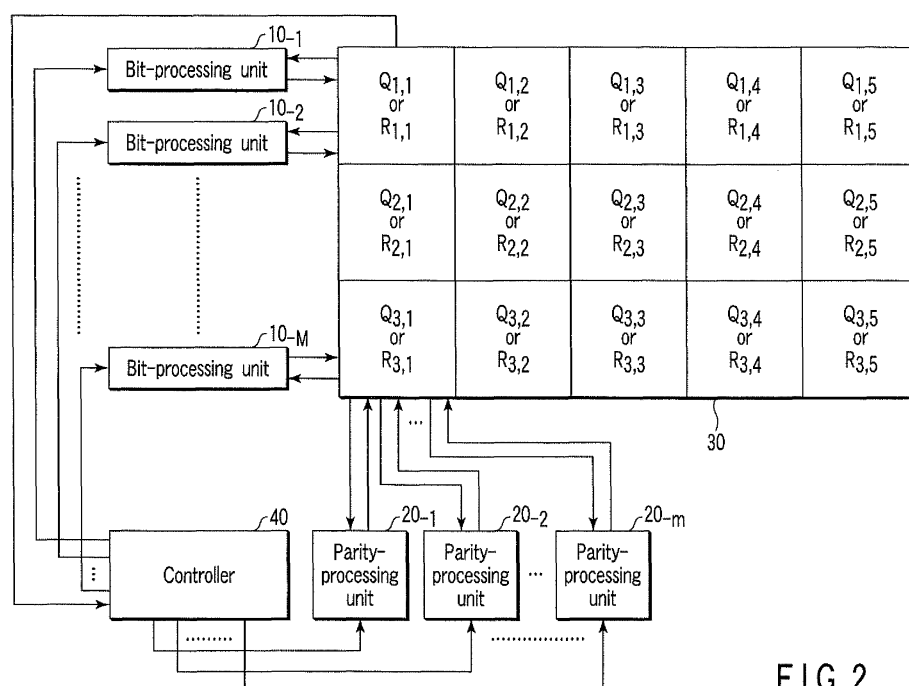 10-1
Bit-processing unit
10-2
Bit-processing unit
10-M
Bit-processing unit
Q1,1 or R1,1
Q1,2 or R1,2
Q1,3 or R1,3
Q1,4 or R1,4
Q1,5 or R1,5
Q2,1 or R2,1
Q2,2 or R2,2
Q2,3 or R2,3
Q2,4 or R2,4
Q2,5 or R2,5
Q3,1 or R3,1
Q3,2 or R3,2
Q3,3 or R3,3
Q3,4 or R3,4
Q3,5 or R3,5
...
30
40
Controller
20-1
Parity-
processing
unit
20-2
Parity-
processing
unit
...
20-m
Parity-
processing
unit
FIG. 2